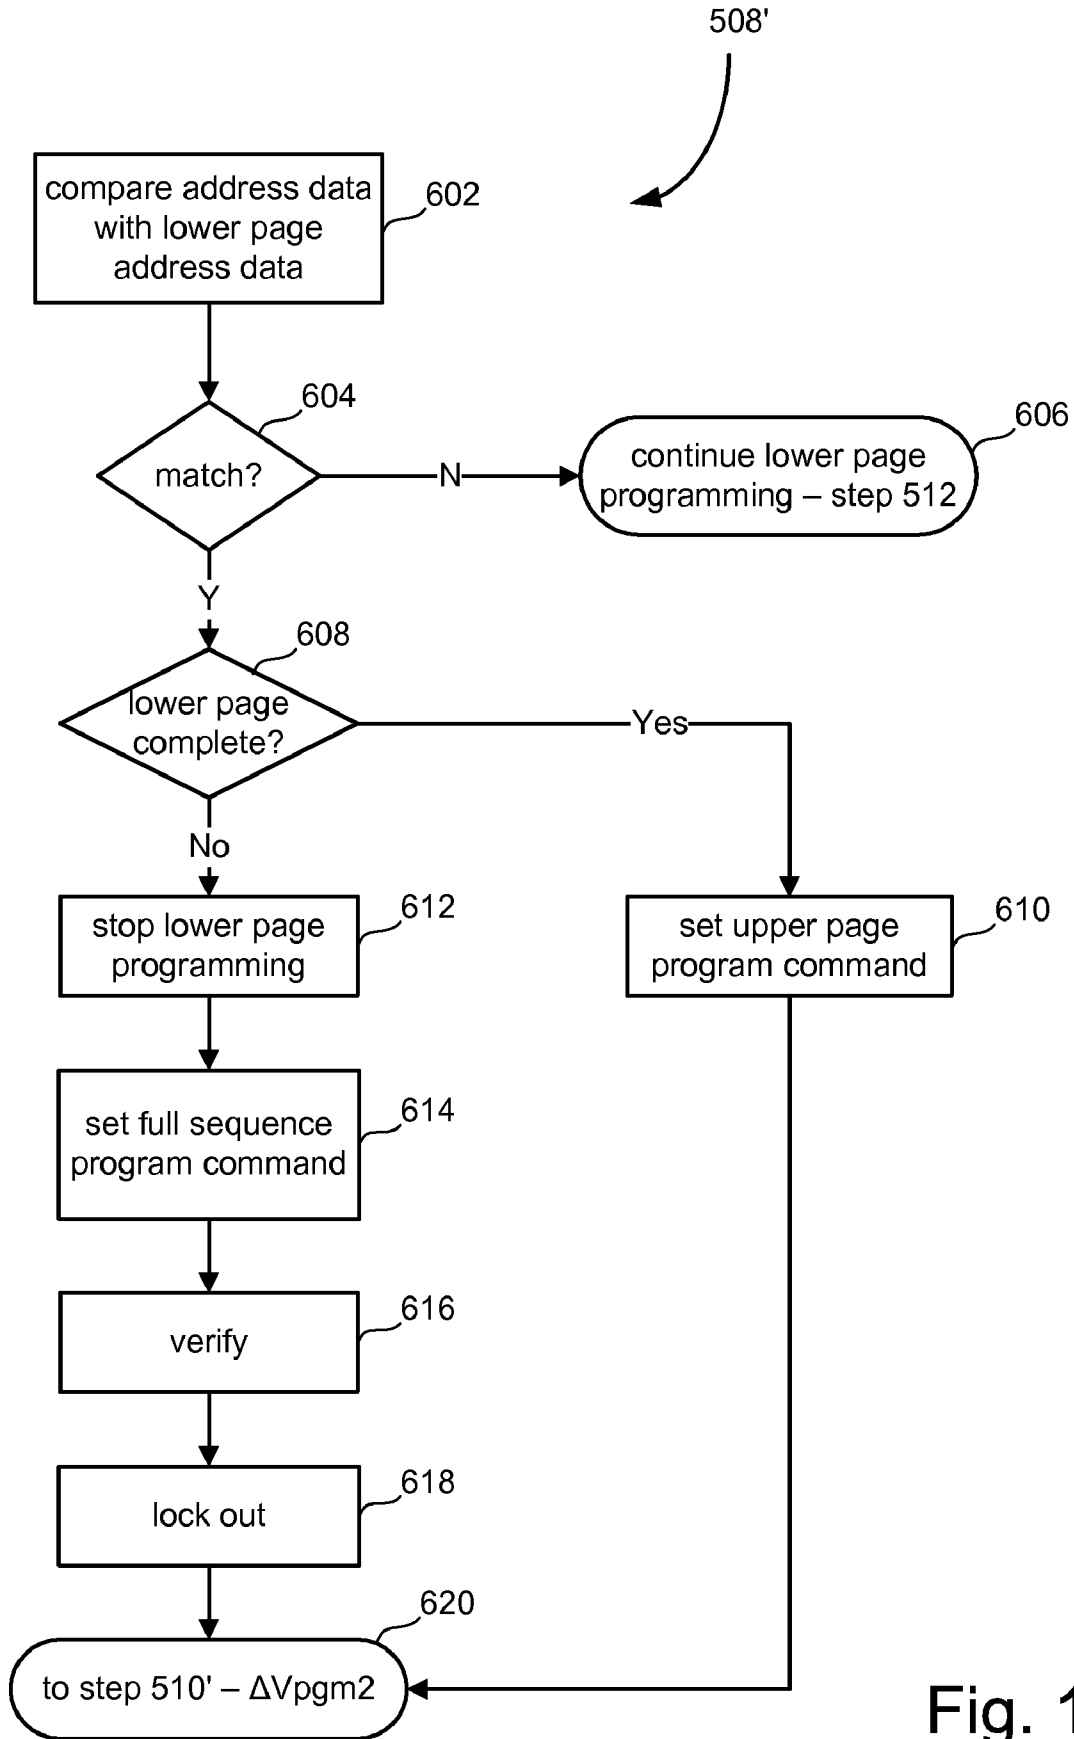 508'
compare address data
with lower page
address data
602
604
match?
N
continue lower page
programming – step 512
606
Y
608
lower page
complete?
Yes
No
stop lower page
programming
612
set upper page
program command
610
set full sequence
program command
614
verify
616
lock out
618
620
to step 510' – ΔVpgm2
Fig. 1